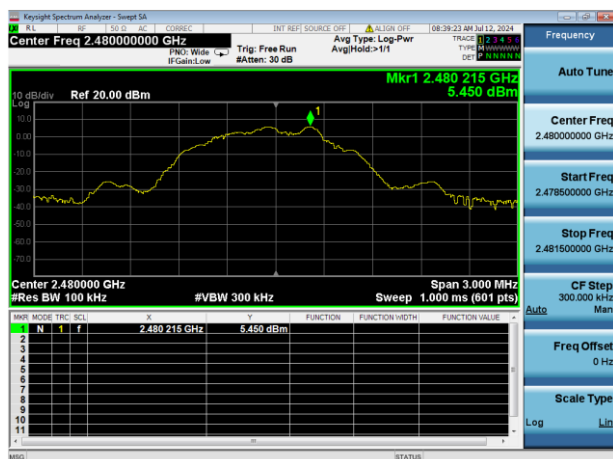 Keysight Spectrum Analyzer - Swept SA
RL RF 50 Ω AC CORREC INT REF SOURCE OFF ALIGN OFF 08:39:23 AM Jul 12, 2024
Center Freq 2.480000000 GHz
PNO: Wide
IFGain:Low
Trig: Free Run
#Atten: 30 dB
Avg Type: Log-Pwr
Avg|Hold:>1/1
TRACE 1 2 3 4 5 6
TYPE M WWWWW
DET P NNNNN
Frequency
Auto Tune
Center Freq
2.480000000 GHz
Start Freq
2.478500000 GHz
Stop Freq
2.481500000 GHz
CF Step
300.000 kHz
Auto Man
Freq Offset
0 Hz
Scale Type
Log Lin
Mkr1 2.480 215 GHz
5.450 dBm
10 dB/div Ref 20.00 dBm
Log
1
10.0
0.00
-10.0
-20.0
-30.0
-40.0
-50.0
-60.0
-70.0
Center 2.480000 GHz Span 3.000 MHz
#Res BW 100 kHz #VBW 300 kHz Sweep 1.000 ms (601 pts)
MKR MODE TRC SCL X Y FUNCTION FUNCTION WIDTH FUNCTION VALUE
1 N 1 f 2.480 215 GHz 5.450 dBm
2
3
4
5
6
7
8
9
10
11
MSG STATUS